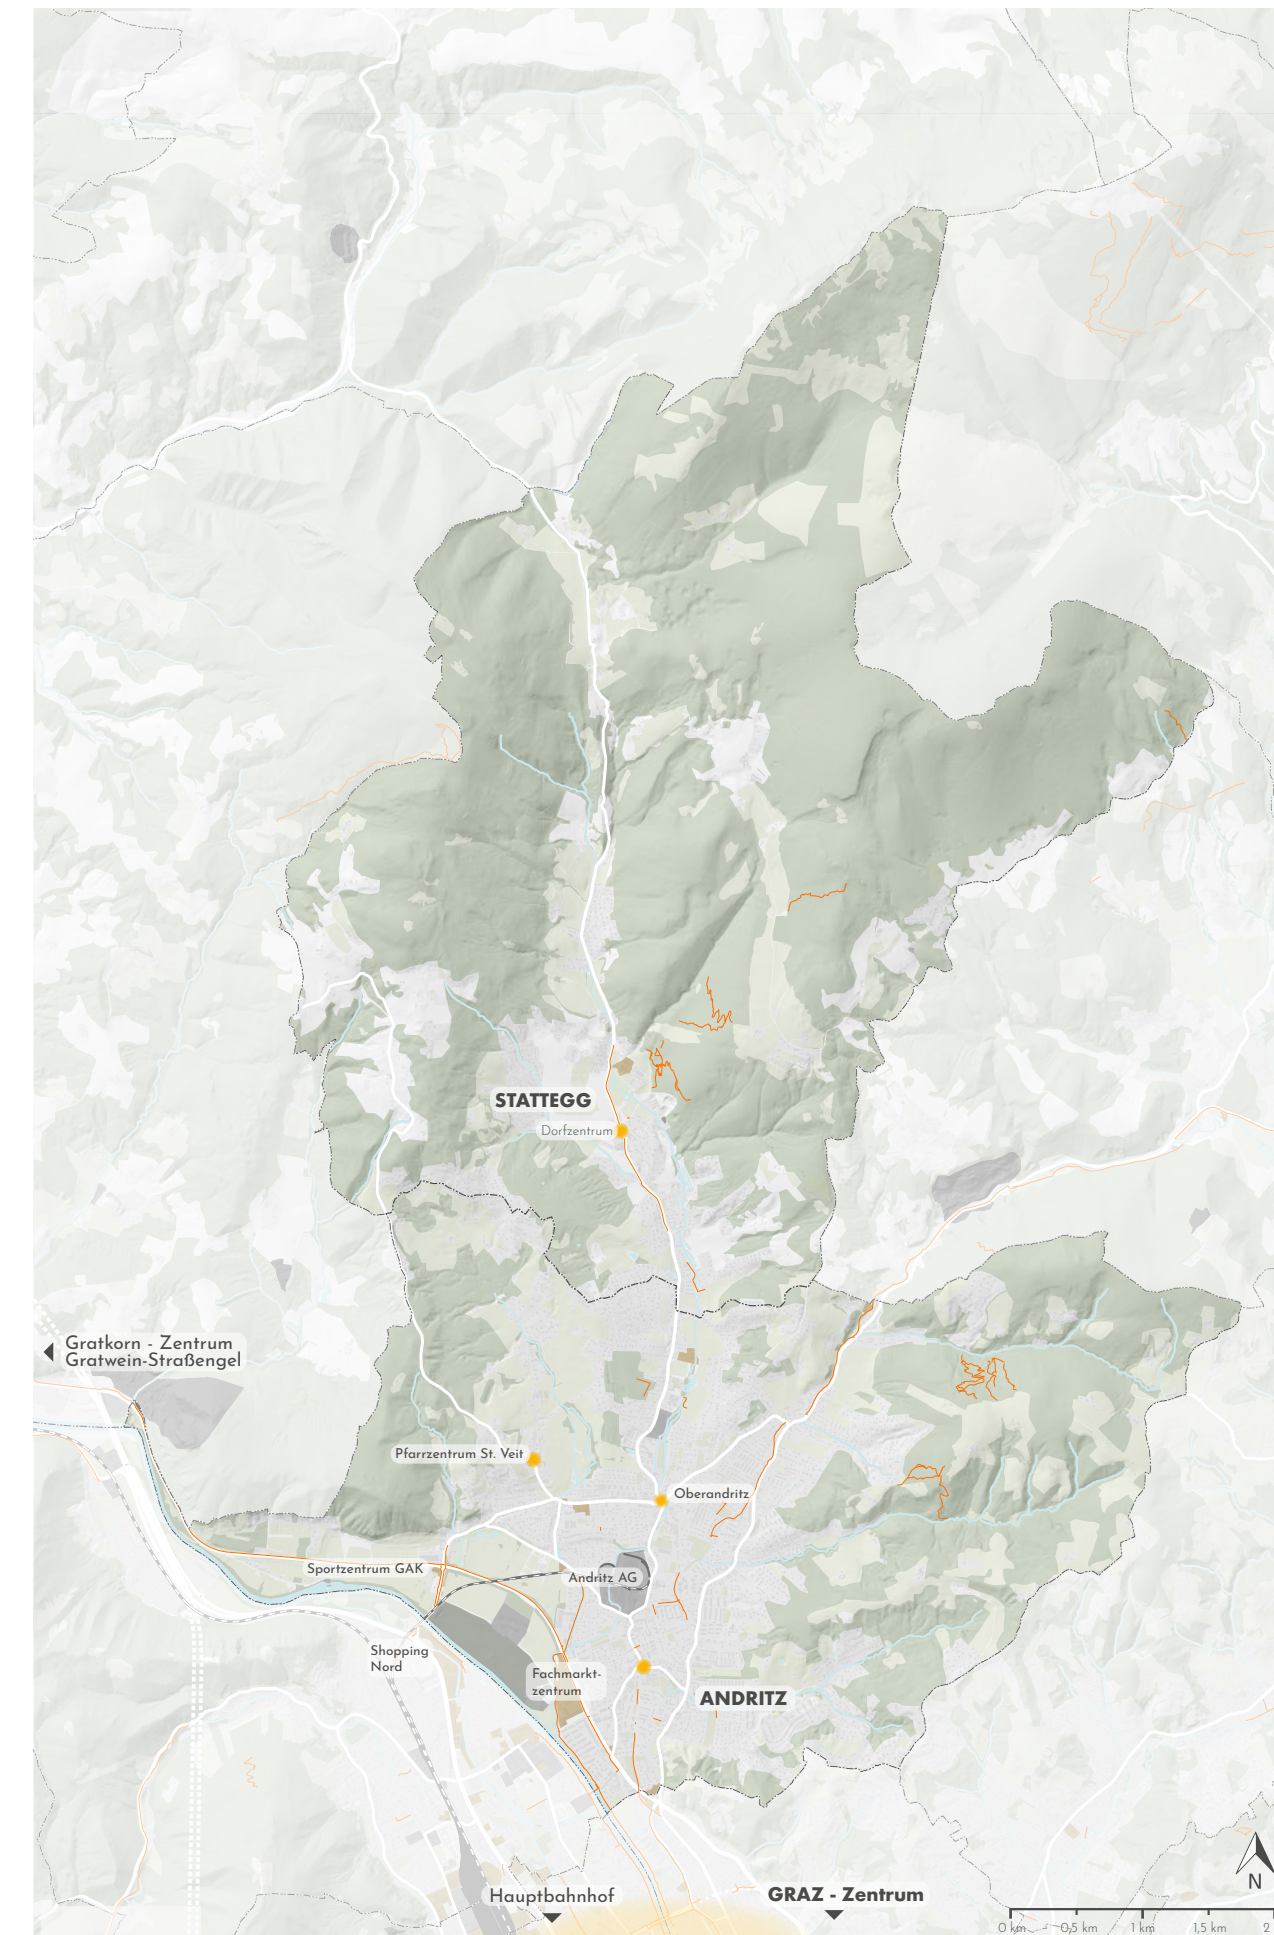 STATTEGG
Dorfzentrum
Gratkorn - Zentrum
Gratwein-Straßengel
Pfarrzentrum St. Veit
Oberandritz
Sportzentrum GAK
Andritz AG
Shopping
Nord
Fachmarkt-
zentrum
ANDRITZ
Hauptbahnhof
GRAZ - Zentrum
N
0 km
0,5 km
1 km
1,5 km
2